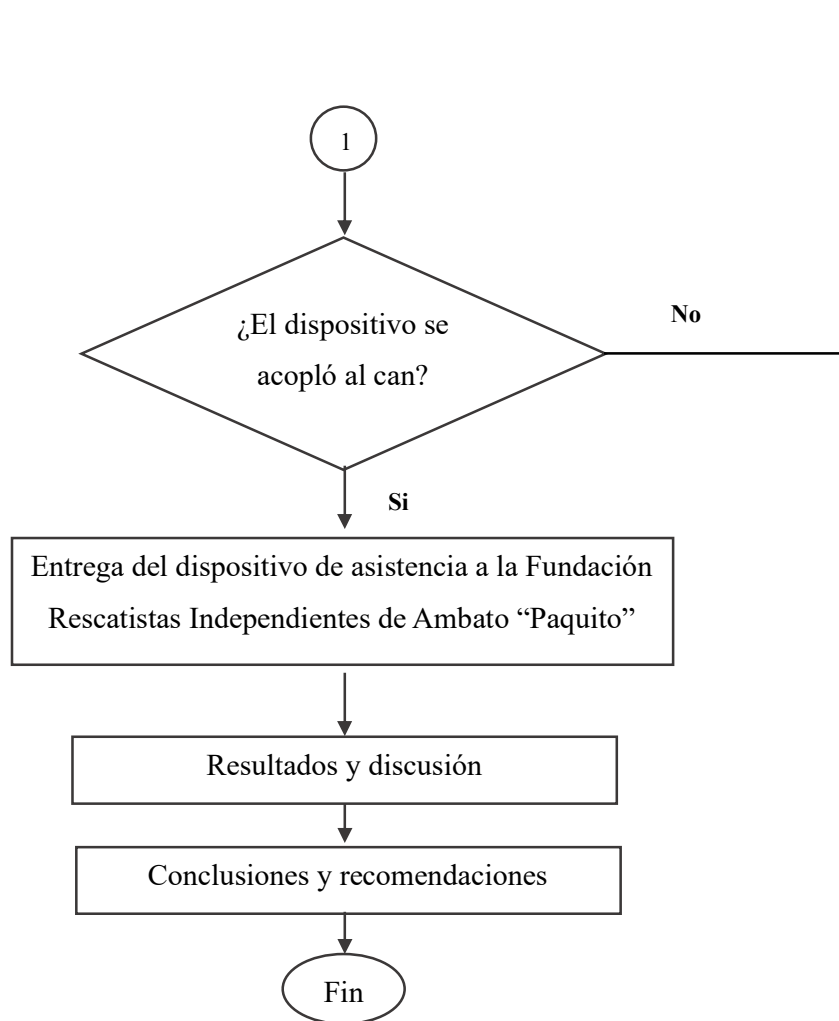 1
¿El dispositivo se
acopló al can?
No
Si
Entrega del dispositivo de asistencia a la Fundación
Rescatistas Independientes de Ambato “Paquito”
Resultados y discusión
Conclusiones y recomendaciones
Fin